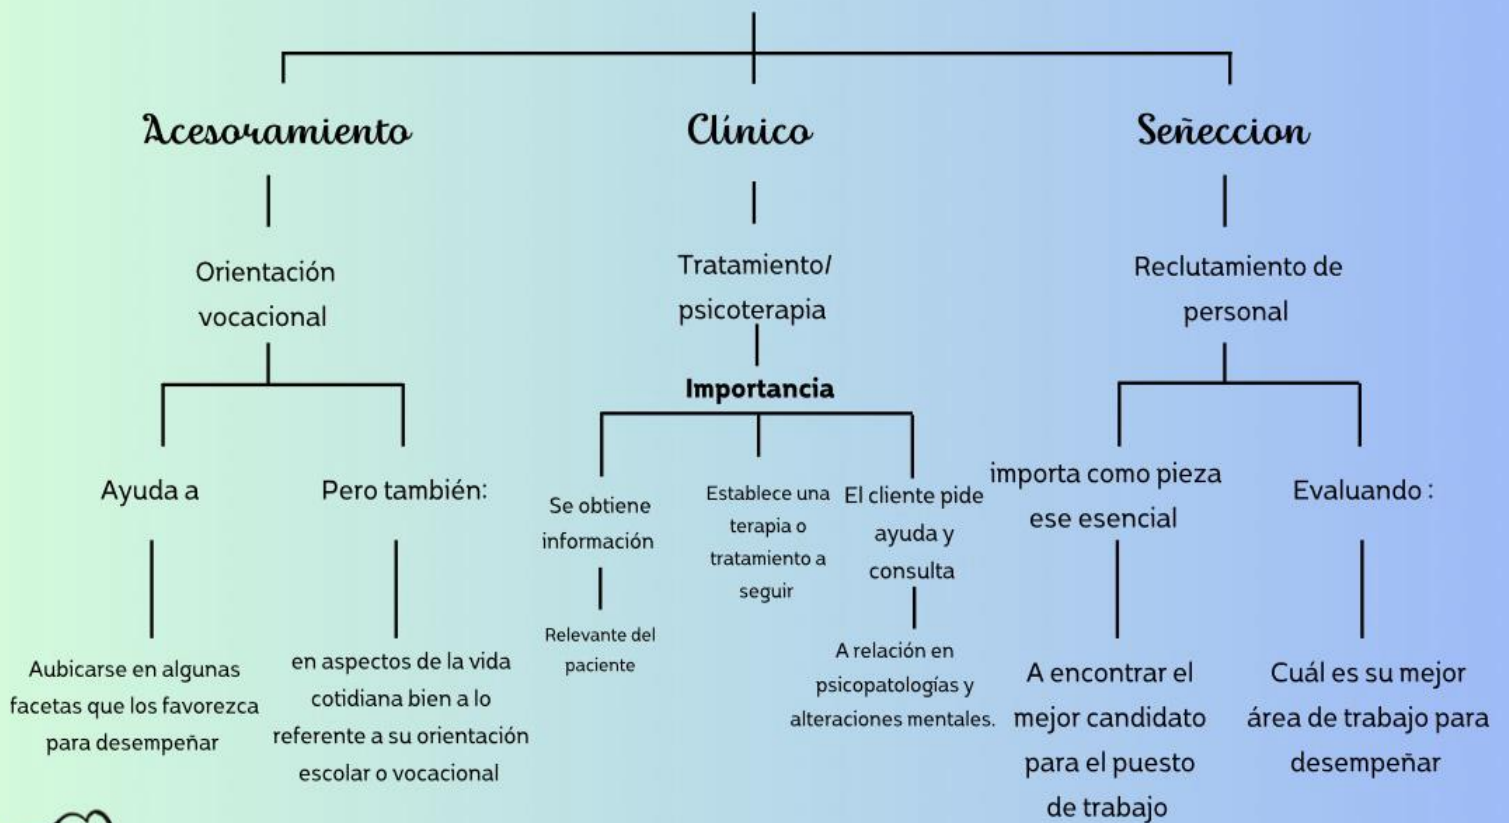 Acesoramiento
Clínico
Señeccion
Orientación
vocacional
Tratamiento/
psicoterapia
Reclutamiento de
personal
Importancia
Ayuda a
Pero también:
Se obtiene
información
Establece una
terapia o
tratamiento a
seguir
El cliente pide
ayuda y
consulta
importa como pieza
ese esencial
Evaluando :
Aubicarse en algunas
facetas que los favorezca
para desempeñar
en aspectos de la vida
cotidiana bien a lo
referente a su orientación
escolar o vocacional
Relevante del
paciente
A relación en
psicopatologías y
alteraciones mentales.
A encontrar el
mejor candidato
para el puesto
de trabajo
Cuál es su mejor
área de trabajo para
desempeñar